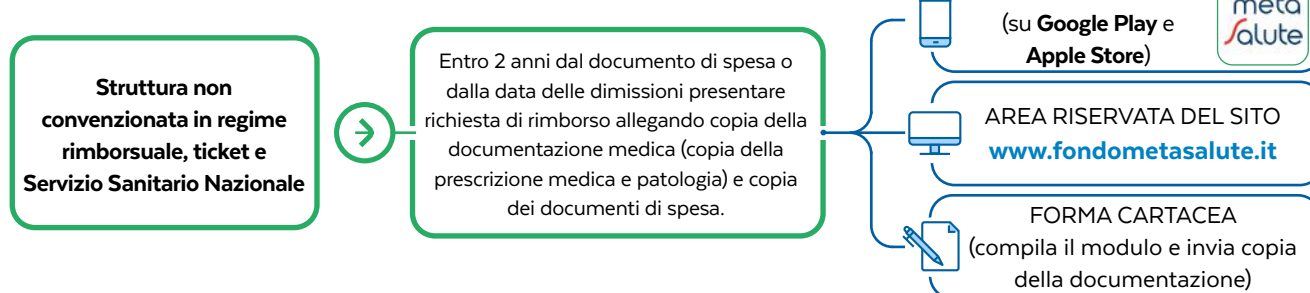 Struttura non
convenzionata in regime
rimborsuale, ticket e
Servizio Sanitario Nazionale
Entro 2 anni dal documento di spesa o
dalla data delle dimissioni presentare
richiesta di rimborso allegando copia della
documentazione medica (copia della
prescrizione medica e patologia) e copia
dei documenti di spesa.
(su Google Play e
Apple Store)
meta
salute
AREA RISERVATA DEL SITO
www.fondometasalute.it
FORMA CARTACEA
(compila il modulo e invia copia
della documentazione)